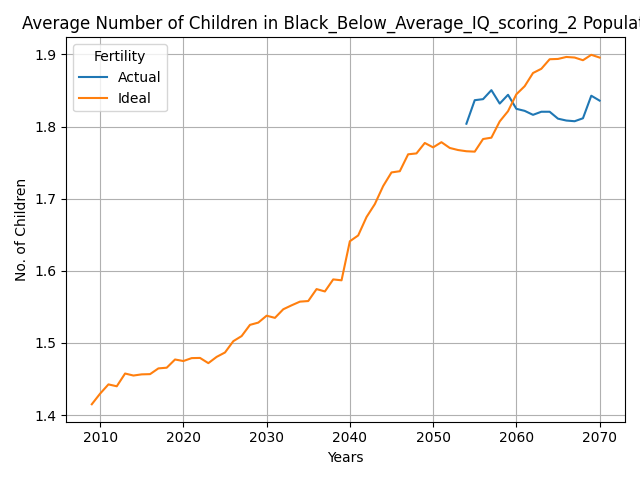 Average Number of Children in Black_Below_Average_IQ_scoring_2 Populat
Fertility
Actual
Ideal
No. of Children
1.9
1.8
1.7
1.6
1.5
1.4
2010 2020 2030 2040 2050 2060 2070
Years